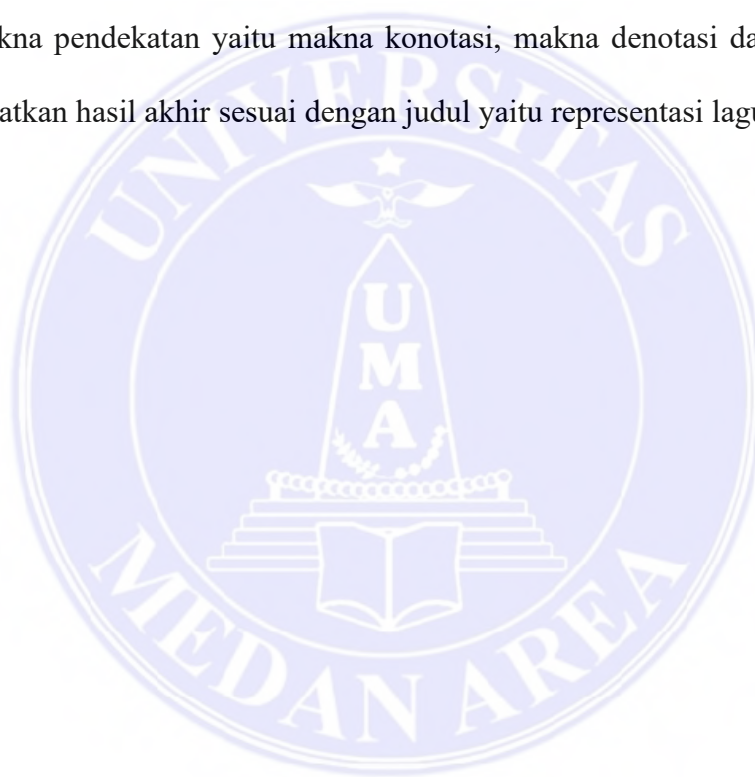 kna pendekatan yaitu makna konotasi, makna denotasi da
atkan hasil akhir sesuai dengan judul yaitu representasi lagu
UNIVERSITAS
U
M
A
MEDAN AREA